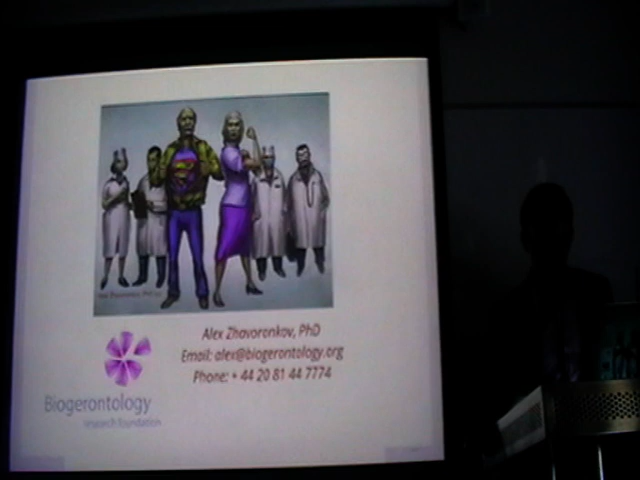 Alex Zhavoronkov, PhD
Email: alex@biogerontology.org
Phone: + 44 20 81 44 7774
Biogerontology
research foundation